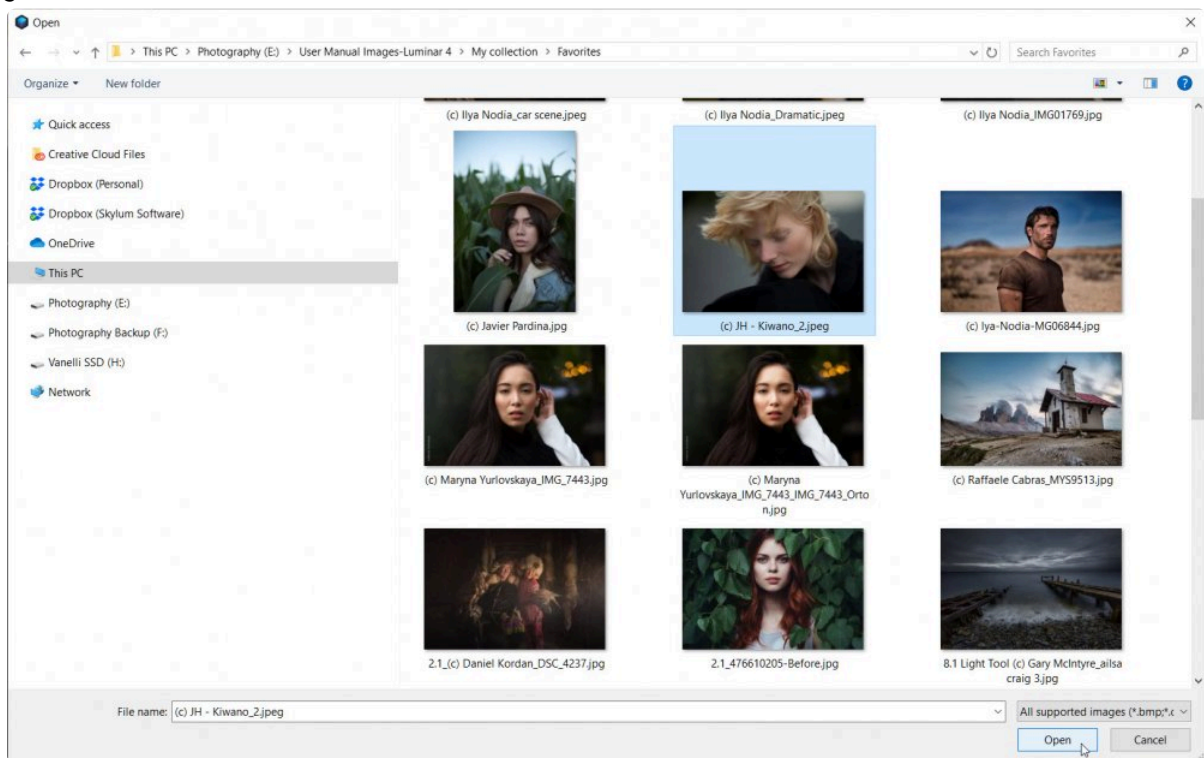 Open
This PC > Photography (E:) > User Manual Images-Luminar 4 > My collection > Favorites
Search Favorites
Organize
New folder
Quick access
Creative Cloud Files
Dropbox (Personal)
Dropbox (Skylum Software)
OneDrive
This PC
Photography (E:)
Photography Backup (F:)
Vanelli SSD (H:)
Network
(c) Ilya Nodia_car scene.jpeg
(c) Ilya Nodia_Dramatic.jpeg
(c) Ilya Nodia_IMG01769.jpg
(c) Javier Pardina.jpg
(c) JH - Kiwano_2.jpeg
(c) Iya-Nodia-MG06844.jpg
(c) Maryna Yurlovskaya_IMG_7443.jpg
(c) Maryna
Yurlovskaya_IMG_7443_IMG_7443_Orto
n.jpg
(c) Raffaele Cabras_MYS9513.jpg
2.1_(c) Daniel Kordan_DSC_4237.jpg
2.1_476610205-Before.jpg
8.1 Light Tool (c) Gary McIntyre_ailsa
craig 3.jpg
File name: (c) JH - Kiwano_2.jpeg
All supported images (*.bmp;*.c
Open
Cancel